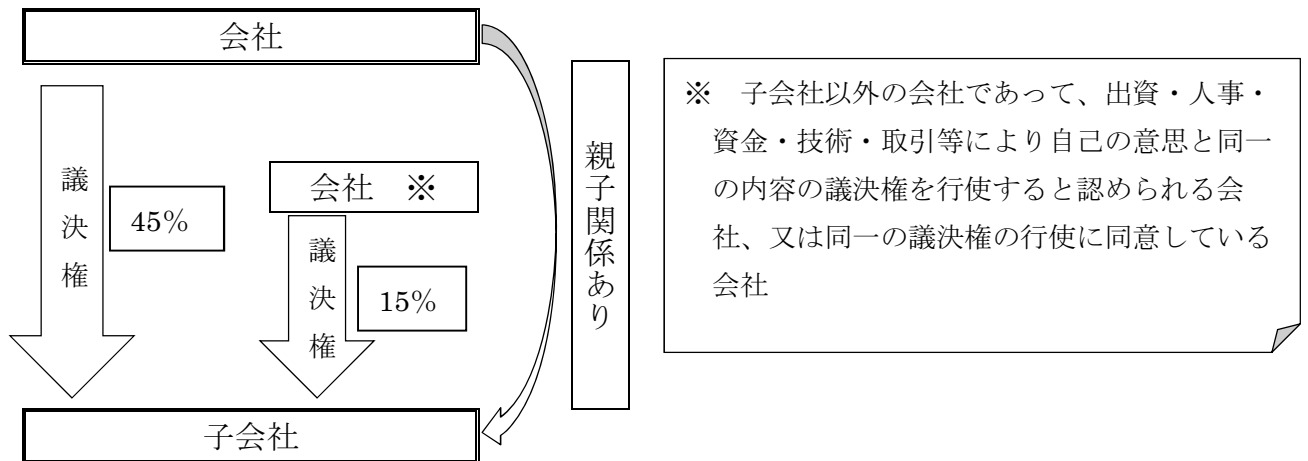 会社
議決権
45%
会社　※
議決権
15%
親子関係あり
子会社
※　子会社以外の会社であって、出資・人事・
資金・技術・取引等により自己の意思と同一
の内容の議決権を行使すると認められる会
社、又は同一の議決権の行使に同意している
会社